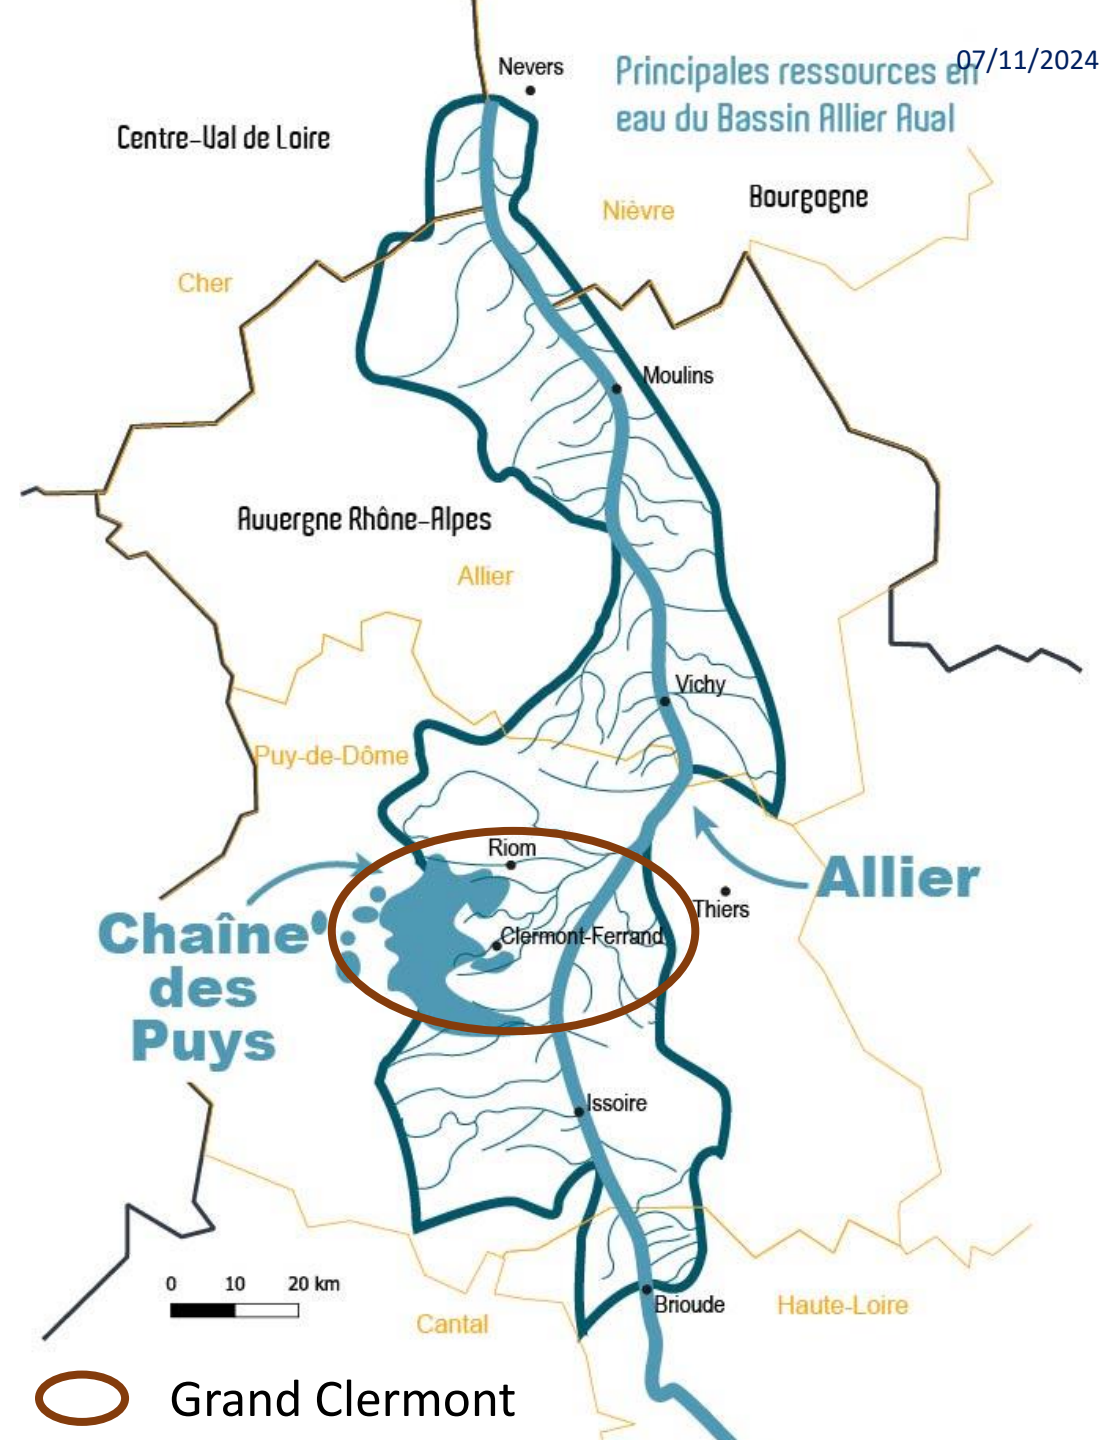 Nevers
Principales ressources en
07/11/2024
eau du Bassin Allier Aval
Centre-Val de Loire
Bourgogne
Nièvre
Cher
Moulins
Auvergne Rhône-Alpes
Allier
Vichy
Puy-de-Dôme
Riom
Allier
Thiers
Chaîne
des
Puys
Clermont-Ferrand
Issoire
0 10 20 km
Brioude
Haute-Loire
Cantal
Grand Clermont